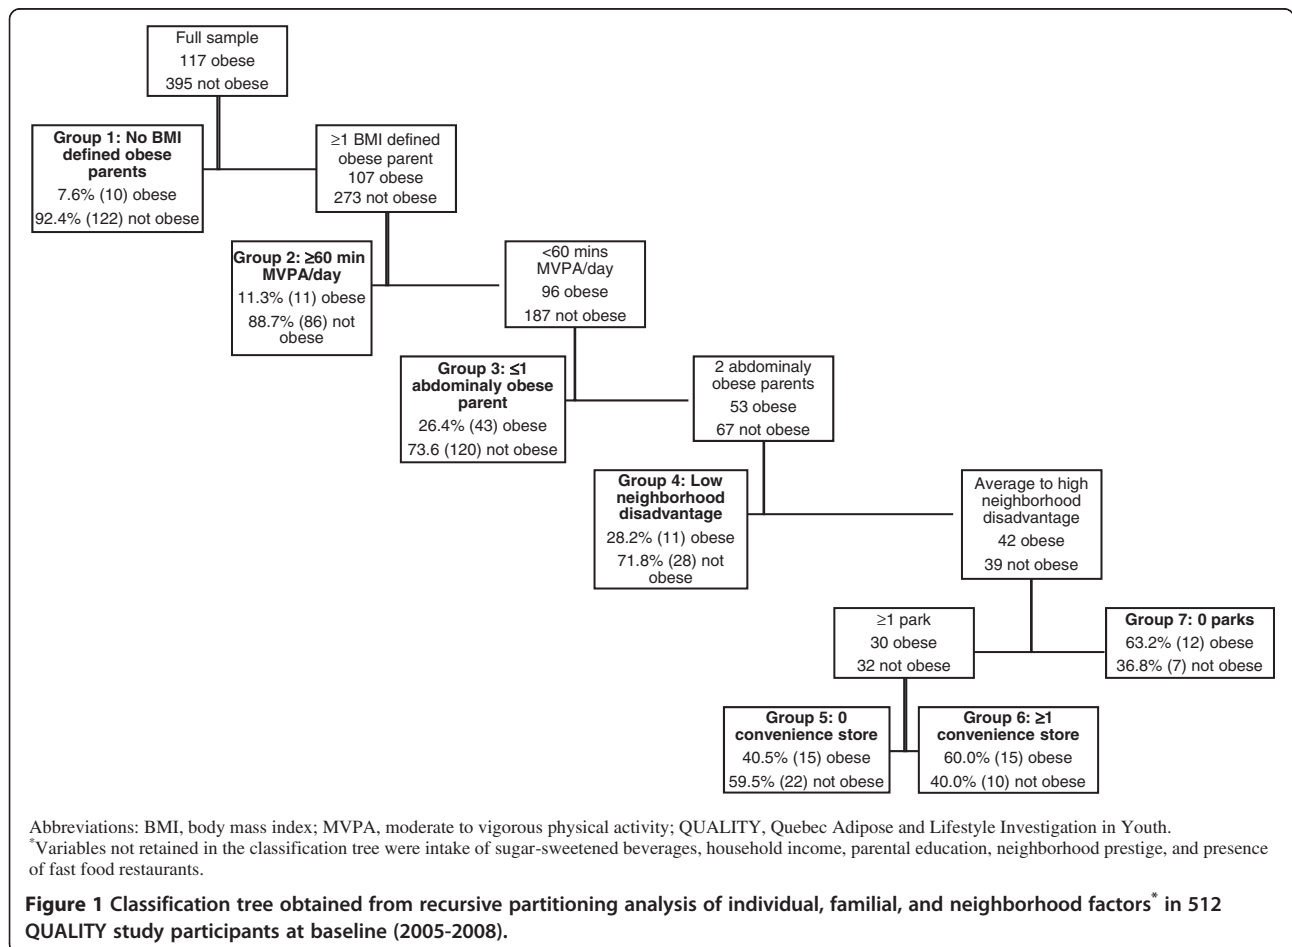 Full sample
117 obese
395 not obese
Group 1: No BMI
defined obese
parents
7.6% (10) obese
92.4% (122) not obese
≥1 BMI defined
obese parent
107 obese
273 not obese
Group 2: ≥60 min
MVPA/day
11.3% (11) obese
88.7% (86) not
obese
<60 mins
MVPA/day
96 obese
187 not obese
Group 3: ≤1
abdominaly obese
parent
26.4% (43) obese
73.6 (120) not obese
2 abdominaly
obese parents
53 obese
67 not obese
Group 4: Low
neighborhood
disadvantage
28.2% (11) obese
71.8% (28) not
obese
Average to high
neighborhood
disadvantage
42 obese
39 not obese
≥1 park
30 obese
32 not obese
Group 7: 0 parks
63.2% (12) obese
36.8% (7) not obese
Group 5: 0
convenience store
40.5% (15) obese
59.5% (22) not obese
Group 6: ≥1
convenience store
60.0% (15) obese
40.0% (10) not obese
Abbreviations: BMI, body mass index; MVPA, moderate to vigorous physical activity; QUALITY, Quebec Adipose and Lifestyle Investigation in Youth.
*Variables not retained in the classification tree were intake of sugar-sweetened beverages, household income, parental education, neighborhood prestige, and presence
of fast food restaurants.
Figure 1 Classification tree obtained from recursive partitioning analysis of individual, familial, and neighborhood factors* in 512
QUALITY study participants at baseline (2005-2008).